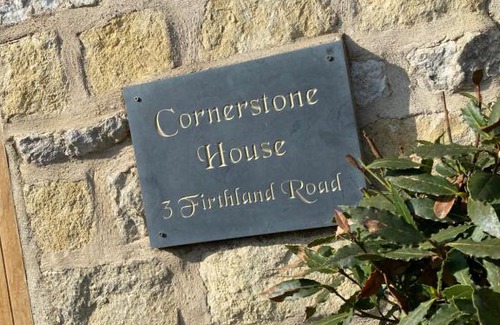 Cornerstone
House
3 Firthland Road